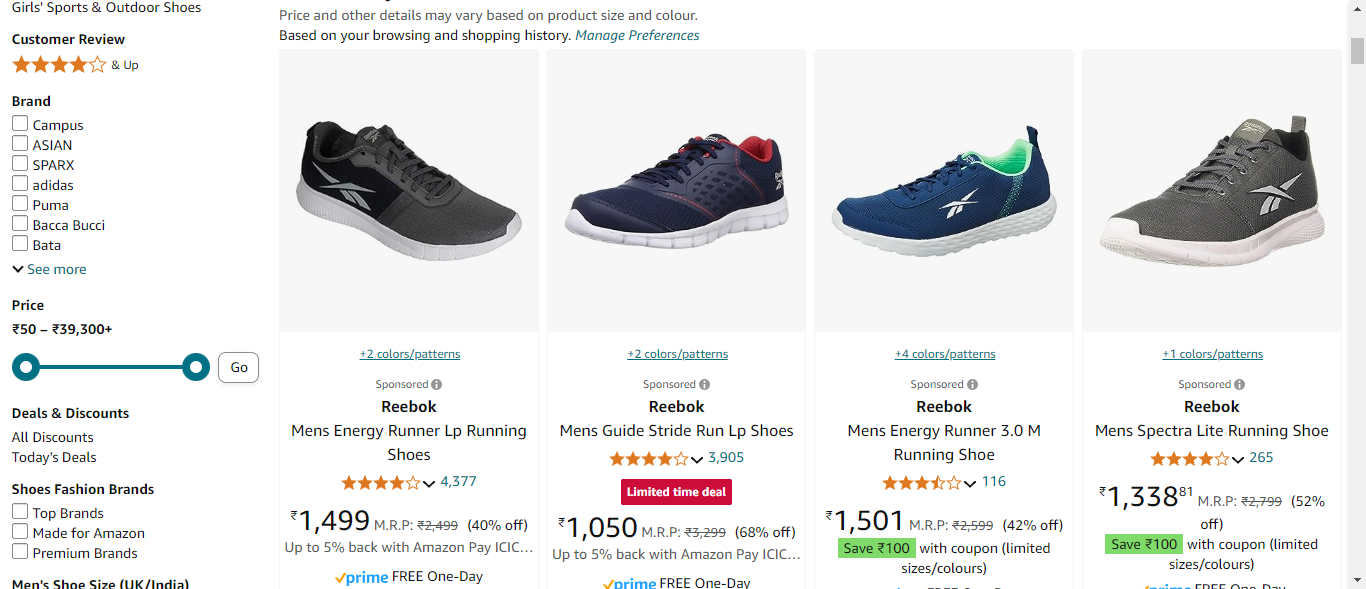 Girls' Sports & Outdoor Shoes
Customer Review
& Up
Brand
Campus
ASIAN
SPARX
adidas
Puma
Bacca Bucci
Bata
See more
Price
₹50 – ₹39,300+
Go
Deals & Discounts
All Discounts
Today's Deals
Shoes Fashion Brands
Top Brands
Made for Amazon
Premium Brands
Men's Shoe Size (UK/India)
Price and other details may vary based on product size and colour.
Based on your browsing and shopping history. Manage Preferences
+2 colors/patterns
Sponsored
Reebok
Mens Energy Runner Lp Running
Shoes
4,377
₹1,499 M.R.P: ₹2,499 (40% off)
Up to 5% back with Amazon Pay ICIC…
prime FREE One-Day
+2 colors/patterns
Sponsored
Reebok
Mens Guide Stride Run Lp Shoes
3,905
Limited time deal
₹1,050 M.R.P: ₹3,299 (68% off)
Up to 5% back with Amazon Pay ICIC…
prime FREE One-Day
+4 colors/patterns
Sponsored
Reebok
Mens Energy Runner 3.0 M
Running Shoe
116
₹1,501 M.R.P: ₹2,599 (42% off)
Save ₹100 with coupon (limited
sizes/colours)
+1 colors/patterns
Sponsored
Reebok
Mens Spectra Lite Running Shoe
265
₹1,33881 M.R.P: ₹2,799 (52%
off)
Save ₹100 with coupon (limited
sizes/colours)
prime FREE One-Day